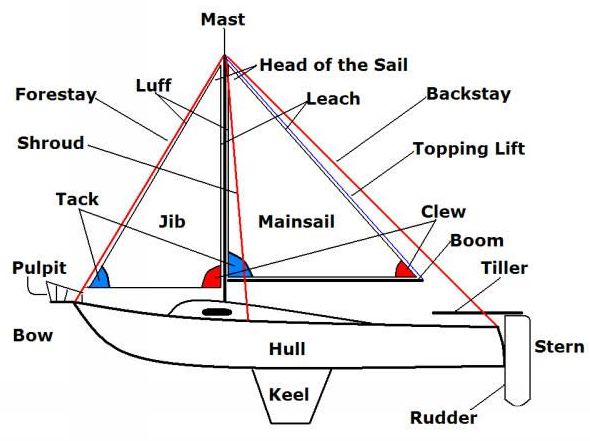 Mast
Head of the Sail
Luff
Leach
Forestay
Backstay
Shroud
Topping Lift
Tack
Jib
Mainsail
Clew
Boom
Pulpit
Tiller
Bow
Hull
Stern
Keel
Rudder